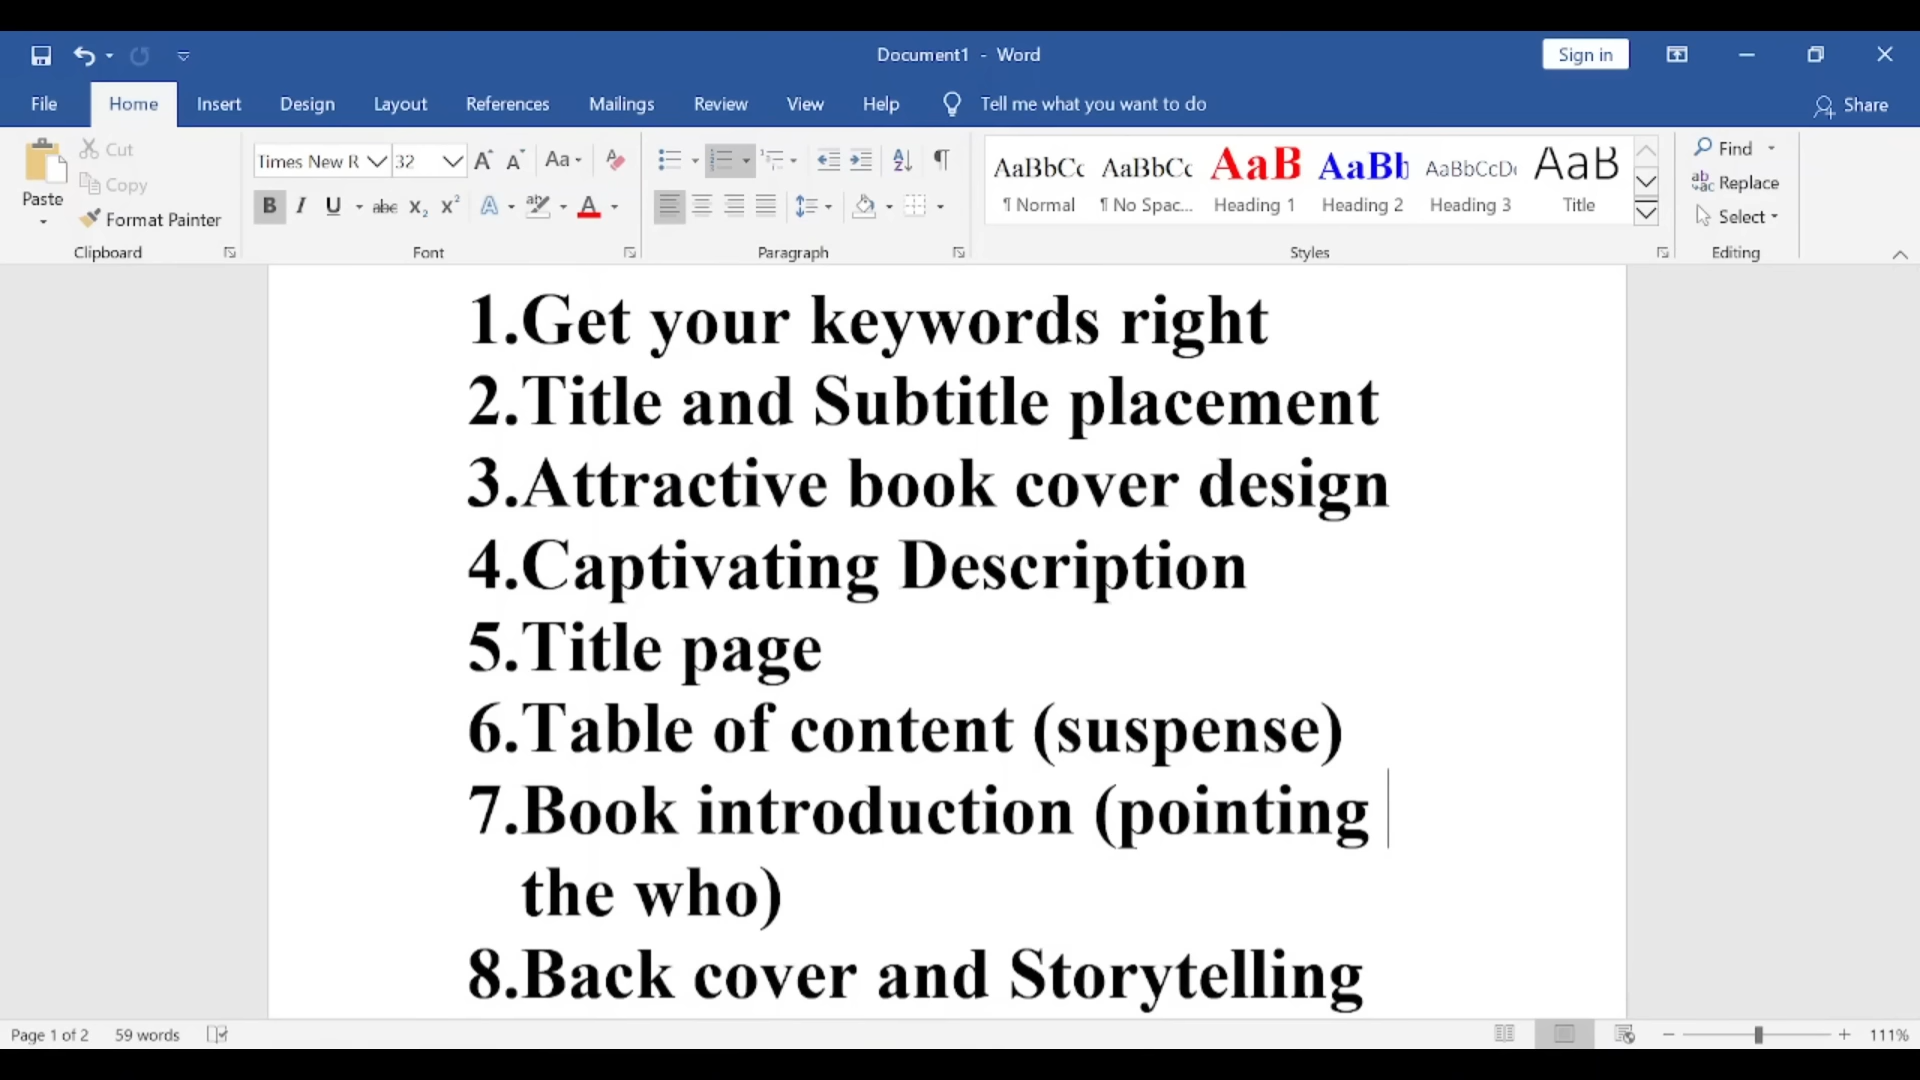 Document1 - Word
Sign in
File Home Insert Design Layout References Mailings Review View Help Tell me what you want to do Share
Paste
Cut
Copy
Format Painter
Clipboard
Times New R 32
Aa
B I U abc X2 X2 A ab A
Font
Paragraph
AaBbCc AaBbCc AaB AaBb AaBbCcD AaB
¶ Normal ¶ No Spac... Heading 1 Heading 2 Heading 3 Title
Styles
Find
Replace
Select
Editing
1.Get your keywords right
2.Title and Subtitle placement
3.Attractive book cover design
4.Captivating Description
5.Title page
6.Table of content (suspense)
7.Book introduction (pointing
the who)
8.Back cover and Storytelling
Page 1 of 2 59 words 111%